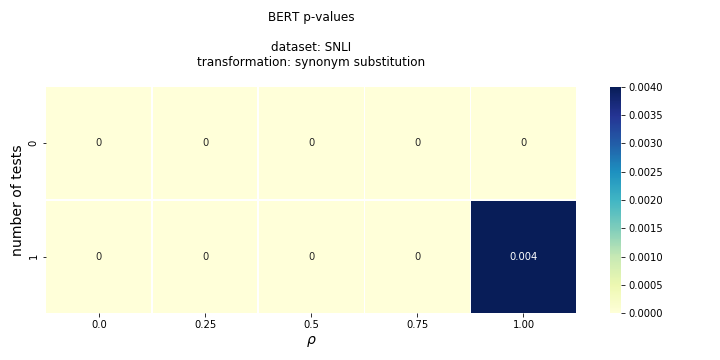 BERT p-values
dataset: SNLI
transformation: synonym substitution
number of tests
0
0 0 0 0 0
1
0 0 0 0 0.004
0.0 0.25 0.5 0.75 1.00
ρ
0.0040
0.0035
0.0030
0.0025
0.0020
0.0015
0.0010
0.0005
0.0000